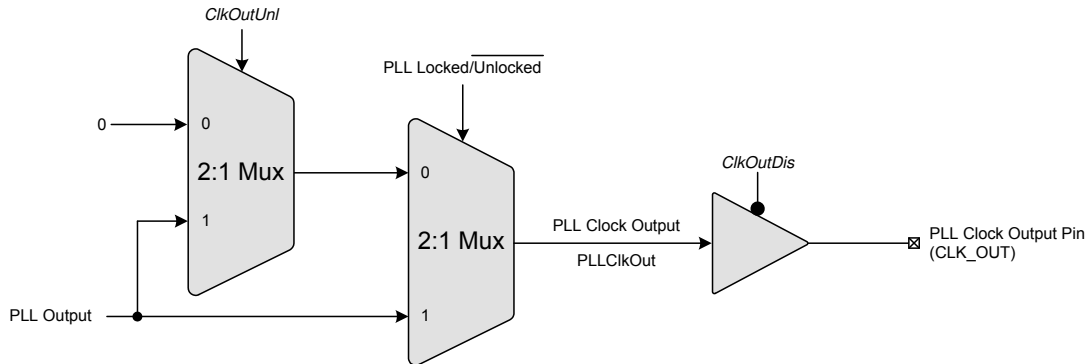 ClkOutUnl
PLL Locked/Unlocked
0
0
2:1 Mux
1
0
2:1 Mux
1
PLL Output
PLL Clock Output
PLLClkOut
ClkOutDis
PLL Clock Output Pin
(CLK_OUT)